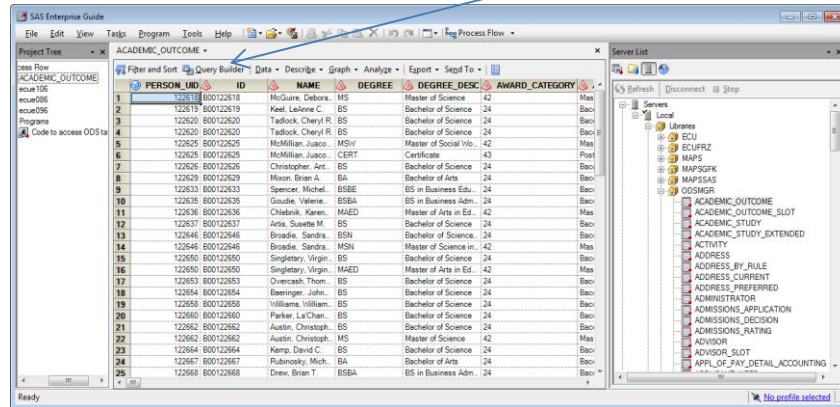 SAS Enterprise Guide
File Edit View Tasks Program Tools Help Process Flow
Project Tree
ACADEMIC_OUTCOME
Server List
cess Flow
ACADEMIC_OUTCOME
ecue106
ecue086
ecue096
Programs
Code to access ODS ta
Filter and Sort Query Builder Data Describe Graph Analyze Export Send To
Refresh Disconnect Stop
PERSON_UID ID NAME DEGREE DEGREE_DESC AWARD_CATEGORY
1 122618 B00122618 McGuire, Debora... MS Master of Science 42 Mas
2 122619 B00122619 Keel, LeAnne C. BS Bachelor of Science 24 Bac
3 122620 B00122620 Tadlock, Cheryl R. BS Bachelor of Science 24 Bac
4 122620 B00122620 Tadlock, Cheryl R. BS Bachelor of Science 24 Bac
5 122625 B00122625 McMillian, Juaco... MSW Master of Social Wo... 42 Mas
6 122625 B00122625 McMillian, Juaco... CERT Certificate 43 Post
7 122626 B00122626 Christopher, Ant... BS Bachelor of Science 24 Bac
8 122629 B00122629 Mixon, Brian A. BA Bachelor of Arts 24 Bac
9 122633 B00122633 Spencer, Michel... BSBE BS in Business Edu... 24 Bac
10 122635 B00122635 Goudie, Valerie... BSBA BS in Business Adm... 24 Bac
11 122636 B00122636 Chlebnik, Karen... MAED Master of Arts in Ed... 42 Mas
12 122637 B00122637 Artis, Susette M. BS Bachelor of Science 24 Bac
13 122646 B00122646 Broadie, Sandra... BSN Bachelor of Science... 24 Bac
14 122646 B00122646 Broadie, Sandra... MSN Master of Science in... 42 Mas
15 122650 B00122650 Singletary, Virgin... BS Bachelor of Science 24 Bac
16 122650 B00122650 Singletary, Virgin... MAED Master of Arts in Ed... 42 Mas
17 122653 B00122653 Overcash, Thom... BS Bachelor of Science 24 Bac
18 122654 B00122654 Baeringer, John... BS Bachelor of Science 24 Bac
19 122658 B00122658 Williams, William... BS Bachelor of Science 24 Bac
20 122660 B00122660 Parker, La'Chan... BS Bachelor of Science 24 Bac
21 122662 B00122662 Austin, Christoph... BS Bachelor of Science 24 Bac
22 122662 B00122662 Austin, Christoph... MS Master of Science 42 Mas
23 122664 B00122664 Kemp, David C. BS Bachelor of Science 24 Bac
24 122667 B00122667 Rubinosky, Mich... BA Bachelor of Arts 24 Bac
25 122668 B00122668 Drew, Brian T. BSBA BS in Business Adm... 24 Bac
Servers
Local
Libraries
ECU
ECUFRZ
MAPS
MAPSGFK
MAPSSAS
ODSMGR
ACADEMIC_OUTCOME
ACADEMIC_OUTCOME_SLOT
ACADEMIC_STUDY
ACADEMIC_STUDY_EXTENDED
ACTIVITY
ADDRESS
ADDRESS_BY_RULE
ADDRESS_CURRENT
ADDRESS_PREFERRED
ADMINISTRATOR
ADMISSIONS_APPLICATION
ADMISSIONS_DECISION
ADMISSIONS_RATING
ADVISOR
ADVISOR_SLOT
APPL_OF_PAY_DETAIL_ACCOUNTING
Ready
No profile selected